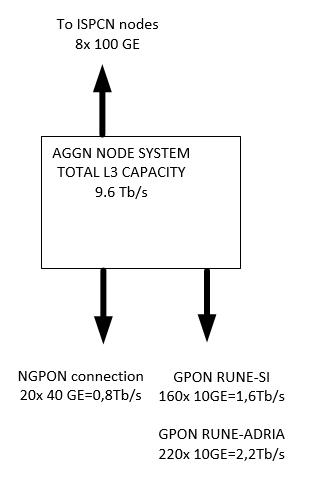 To ISPCN nodes
8x 100 GE
AGGN NODE SYSTEM
TOTAL L3 CAPACITY
9.6 Tb/s
NGPON connection
20x 40 GE=0,8Tb/s
GPON RUNE-SI
160x 10GE=1,6Tb/s
GPON RUNE-ADRIA
220x 10GE=2,2Tb/s